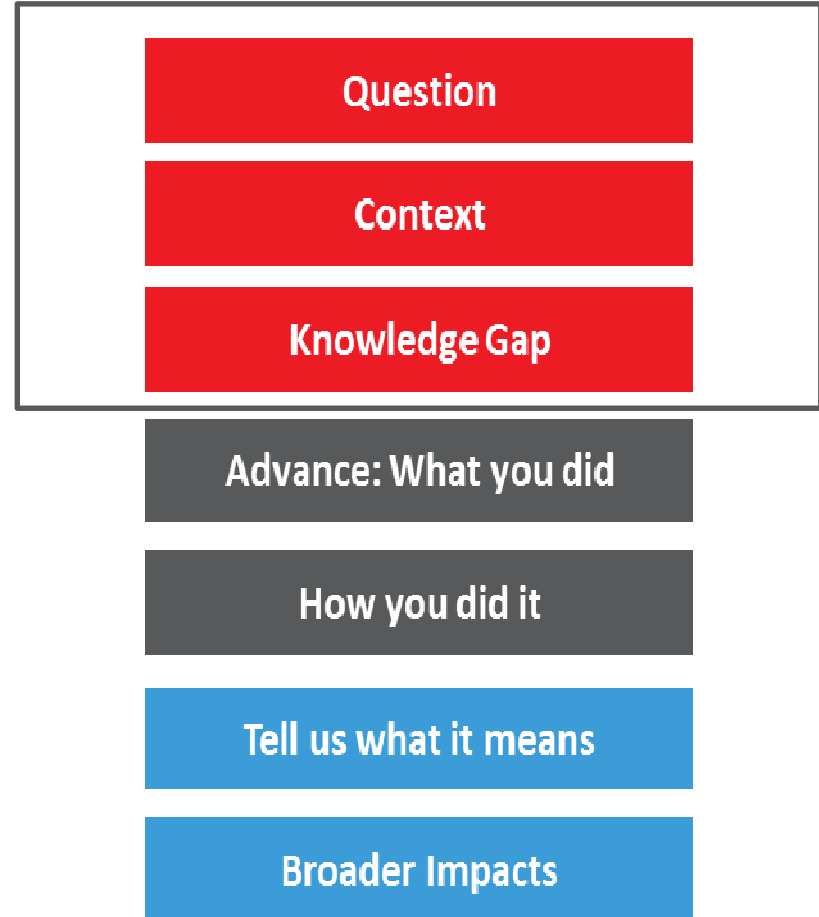 Question
Context
Knowledge Gap
Advance: What you did
How you did it
Tell us what it means
Broader Impacts